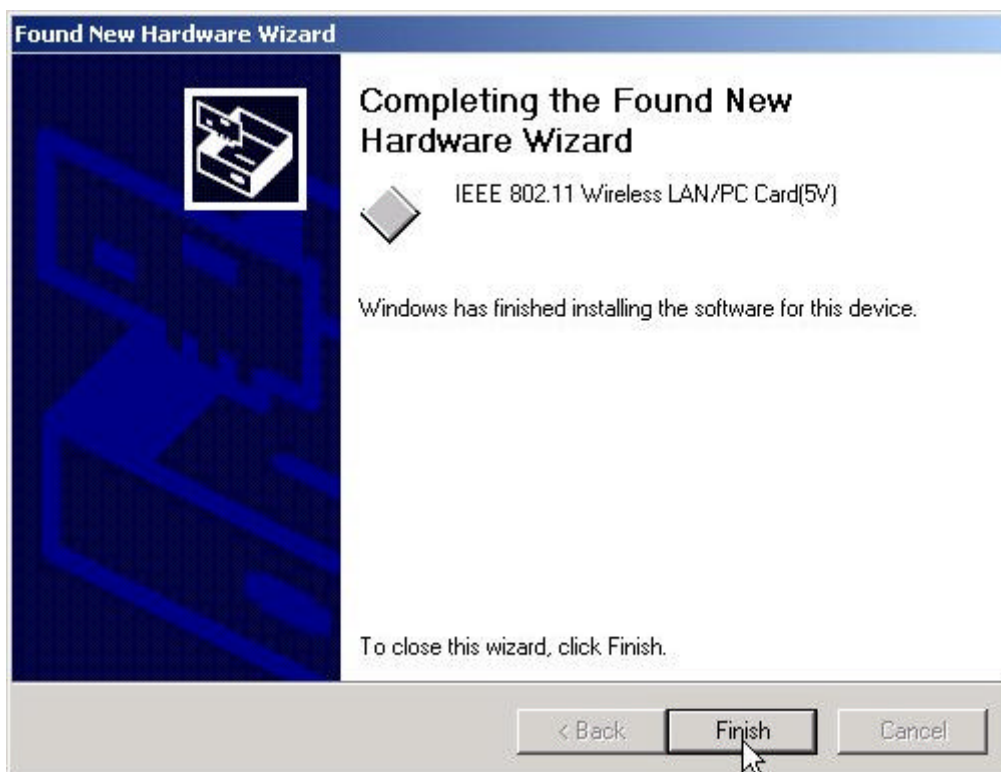 Found New Hardware Wizard
Completing the Found New
Hardware Wizard
IEEE 802.11 Wireless LAN/PC Card(5V)
Windows has finished installing the software for this device.
To close this wizard, click Finish.
< Back Finish Cancel